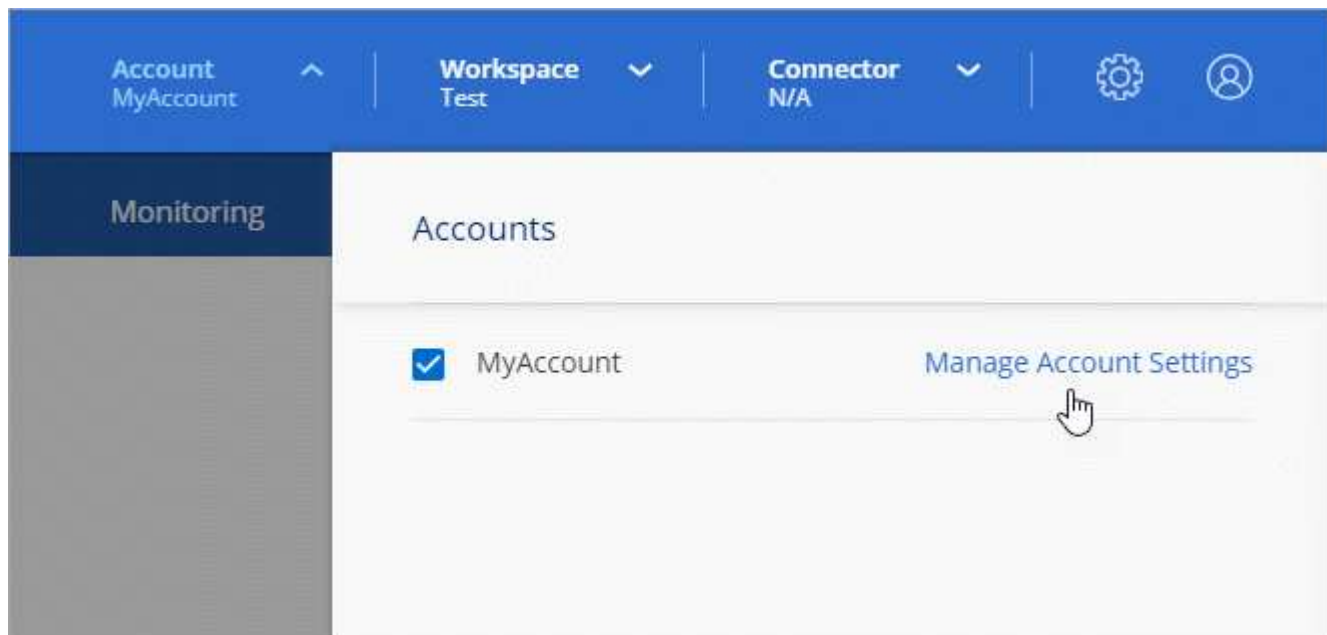 Account
MyAccount
Workspace
Test
Connector
N/A
Monitoring
Accounts
MyAccount
Manage Account Settings